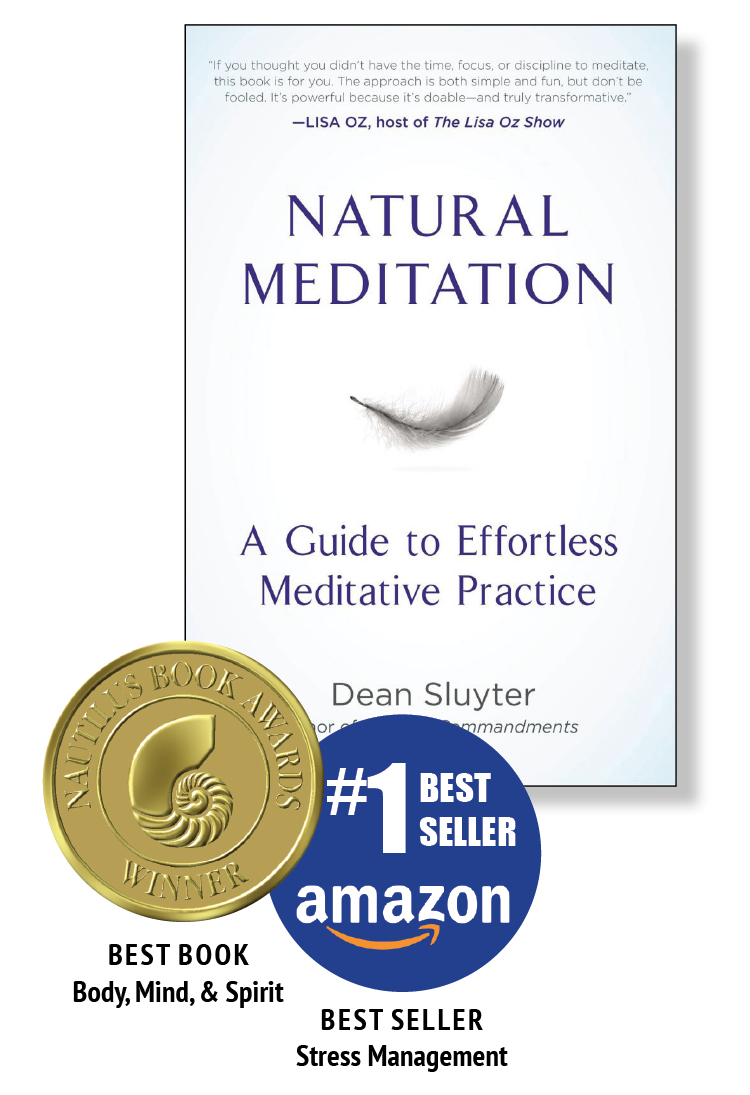 "If you thought you didn't have the time, focus, or discipline to meditate,
this book is for you. The approach is both simple and fun, but don't be
fooled. It's powerful because it's doable—and truly transformative."
—LISA OZ, host of The Lisa Oz Show
NATURAL
MEDITATION
A Guide to Effortless
Meditative Practice
Dean Sluyter
NAUTILUS BOOK AWARDS
WINNER
#1 BEST
SELLER
amazon
BEST BOOK
Body, Mind, & Spirit
BEST SELLER
Stress Management